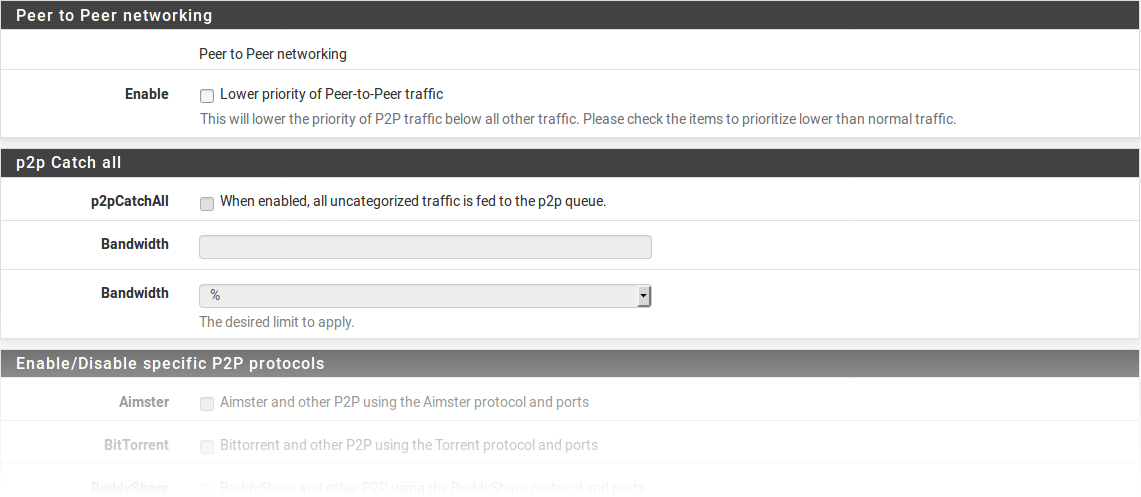 Peer to Peer networking
Peer to Peer networking
Enable Lower priority of Peer-to-Peer traffic
This will lower the priority of P2P traffic below all other traffic. Please check the items to prioritize lower than normal traffic.
p2p Catch all
p2pCatchAll When enabled, all uncategorized traffic is fed to the p2p queue.
Bandwidth
Bandwidth %
The desired limit to apply.
Enable/Disable specific P2P protocols
Aimster Aimster and other P2P using the Aimster protocol and ports
BitTorrent Bittorrent and other P2P using the Torrent protocol and ports
BuddyShare BuddyShare and other P2P using the BuddyShare protocol and ports